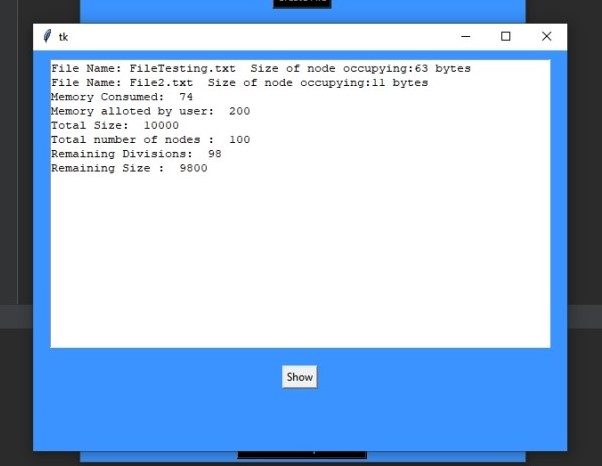 tk
File Name: FileTesting.txt  Size of node occupying:63 bytes
File Name: File2.txt  Size of node occupying:11 bytes
Memory Consumed:  74
Memory alloted by user:  200
Total Size:  10000
Total number of nodes :  100
Remaining Divisions:  98
Remaining Size :  9800
Show